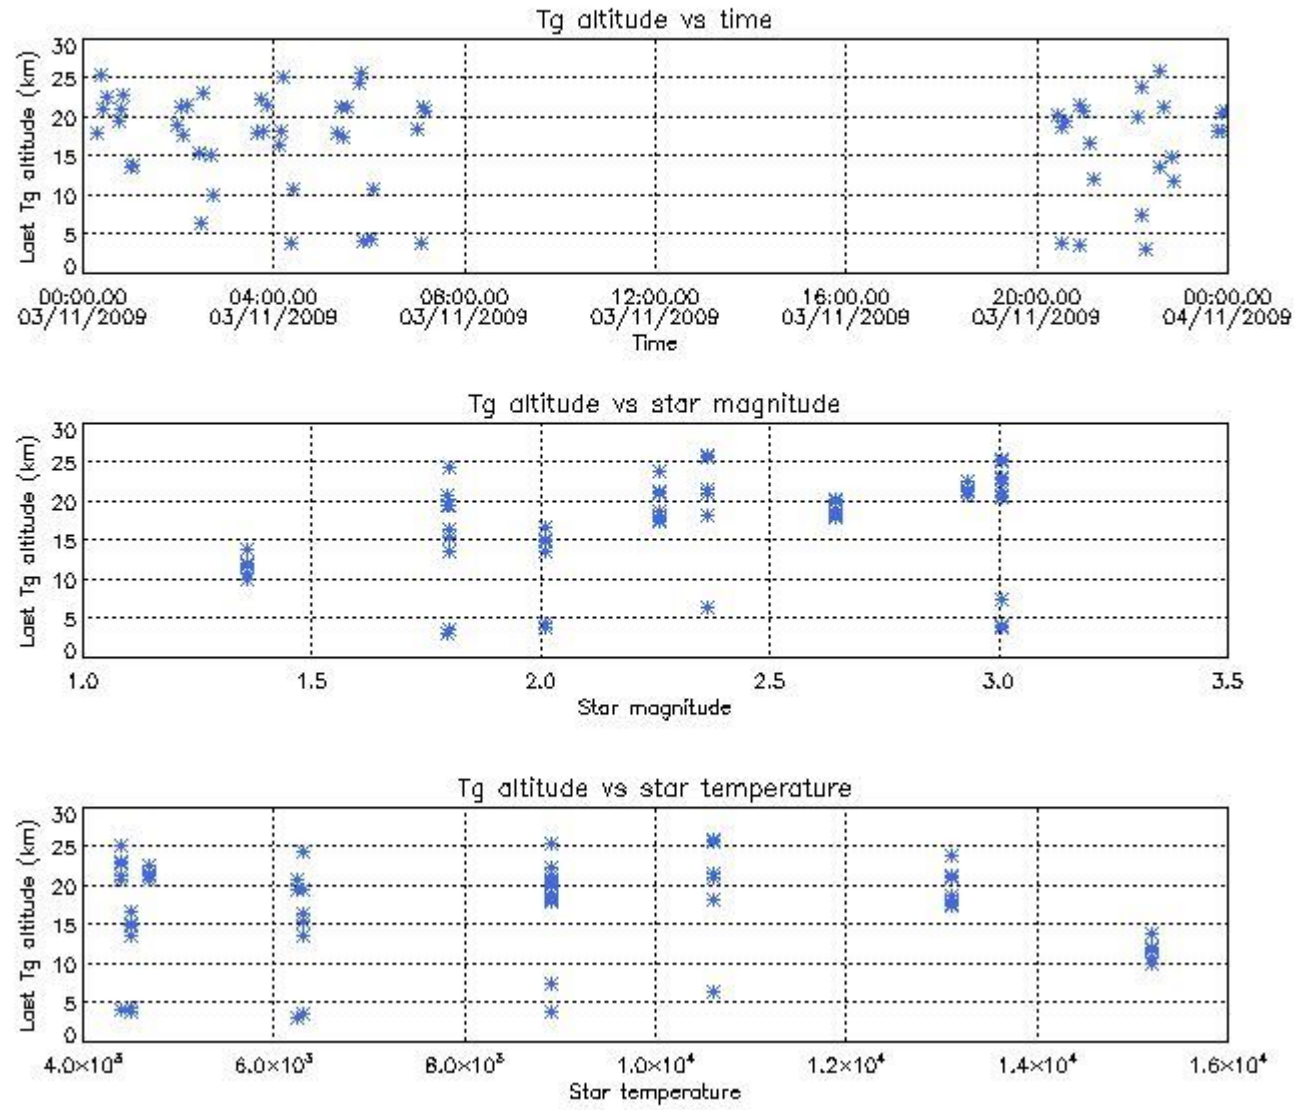 Tg altitude vs time
30
25
20
15
10
5
0
Last Tg altitude (km)
00:00.00 04:00.00 08:00.00 12:00.00 16:00.00 20:00.00 00:00.00
03/11/2009 03/11/2009 03/11/2009 03/11/2009 03/11/2009 03/11/2009 04/11/2009
Time
Tg altitude vs star magnitude
30
25
20
15
10
5
0
Last Tg altitude (km)
1.0 1.5 2.0 2.5 3.0 3.5
Star magnitude
Tg altitude vs star temperature
30
25
20
15
10
5
0
Last Tg altitude (km)
4.0×10³ 6.0×10³ 8.0×10³ 1.0×10⁴ 1.2×10⁴ 1.4×10⁴ 1.6×10⁴
Star temperature